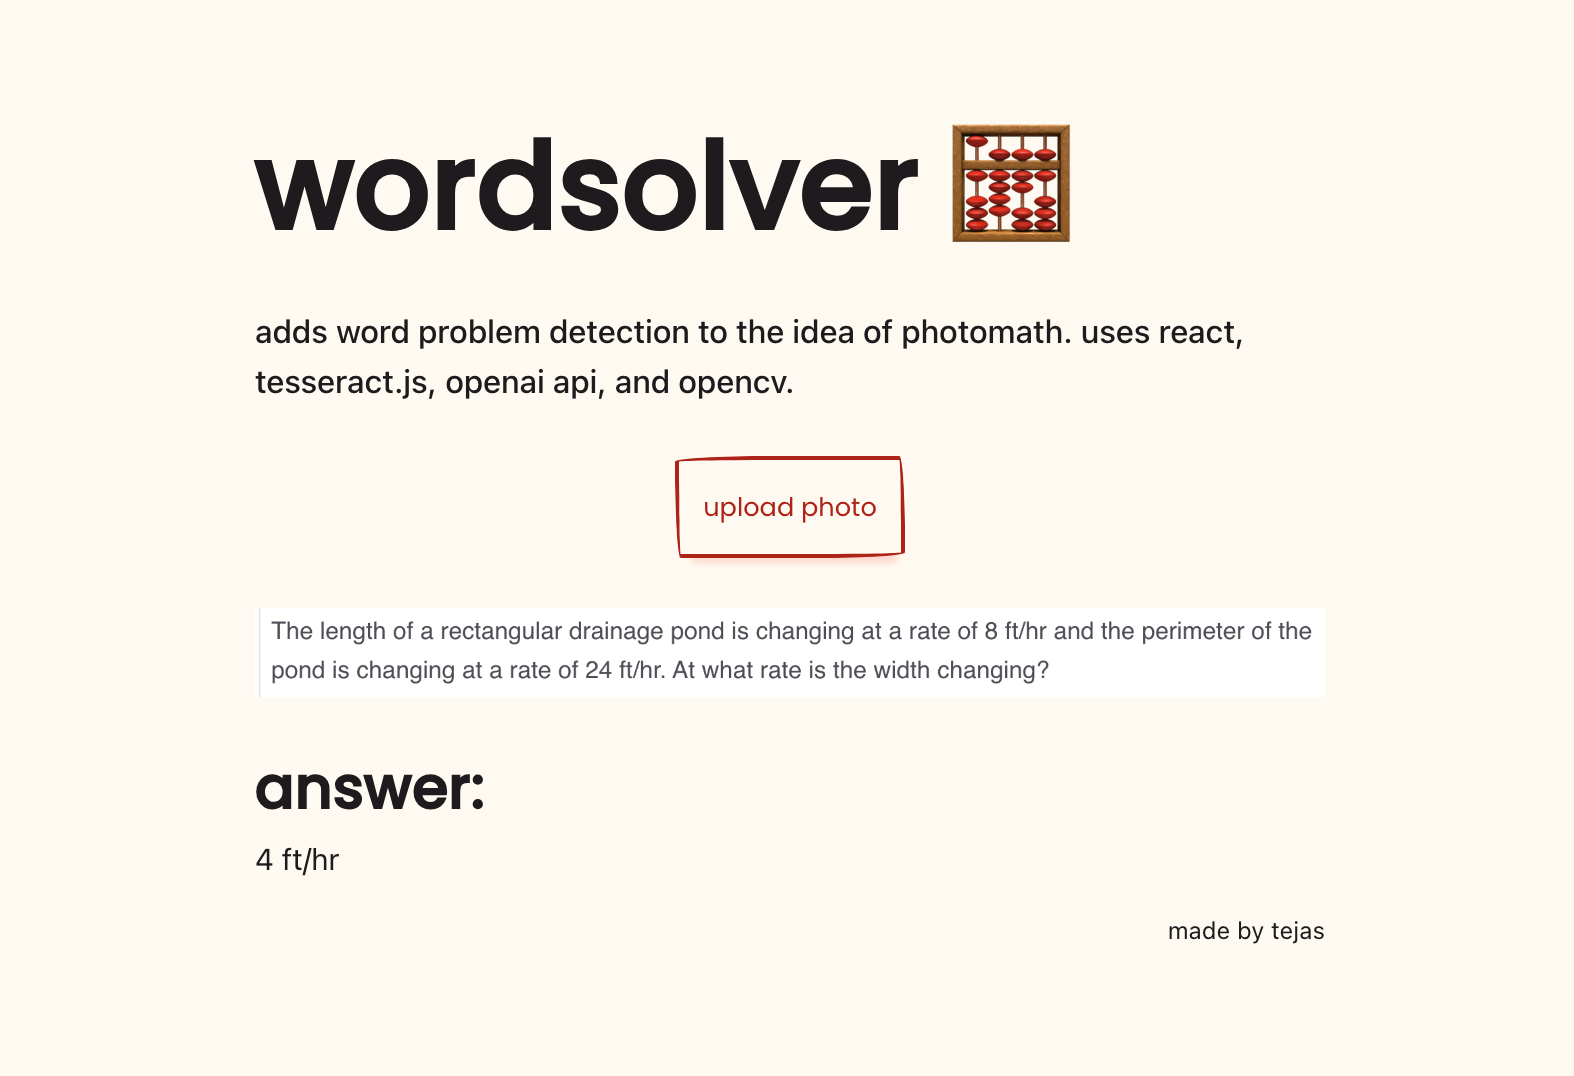 wordsolver
adds word problem detection to the idea of photomath. uses react,
tesseract.js, openai api, and opencv.
upload photo
The length of a rectangular drainage pond is changing at a rate of 8 ft/hr and the perimeter of the
pond is changing at a rate of 24 ft/hr. At what rate is the width changing?
answer:
4 ft/hr
made by tejas